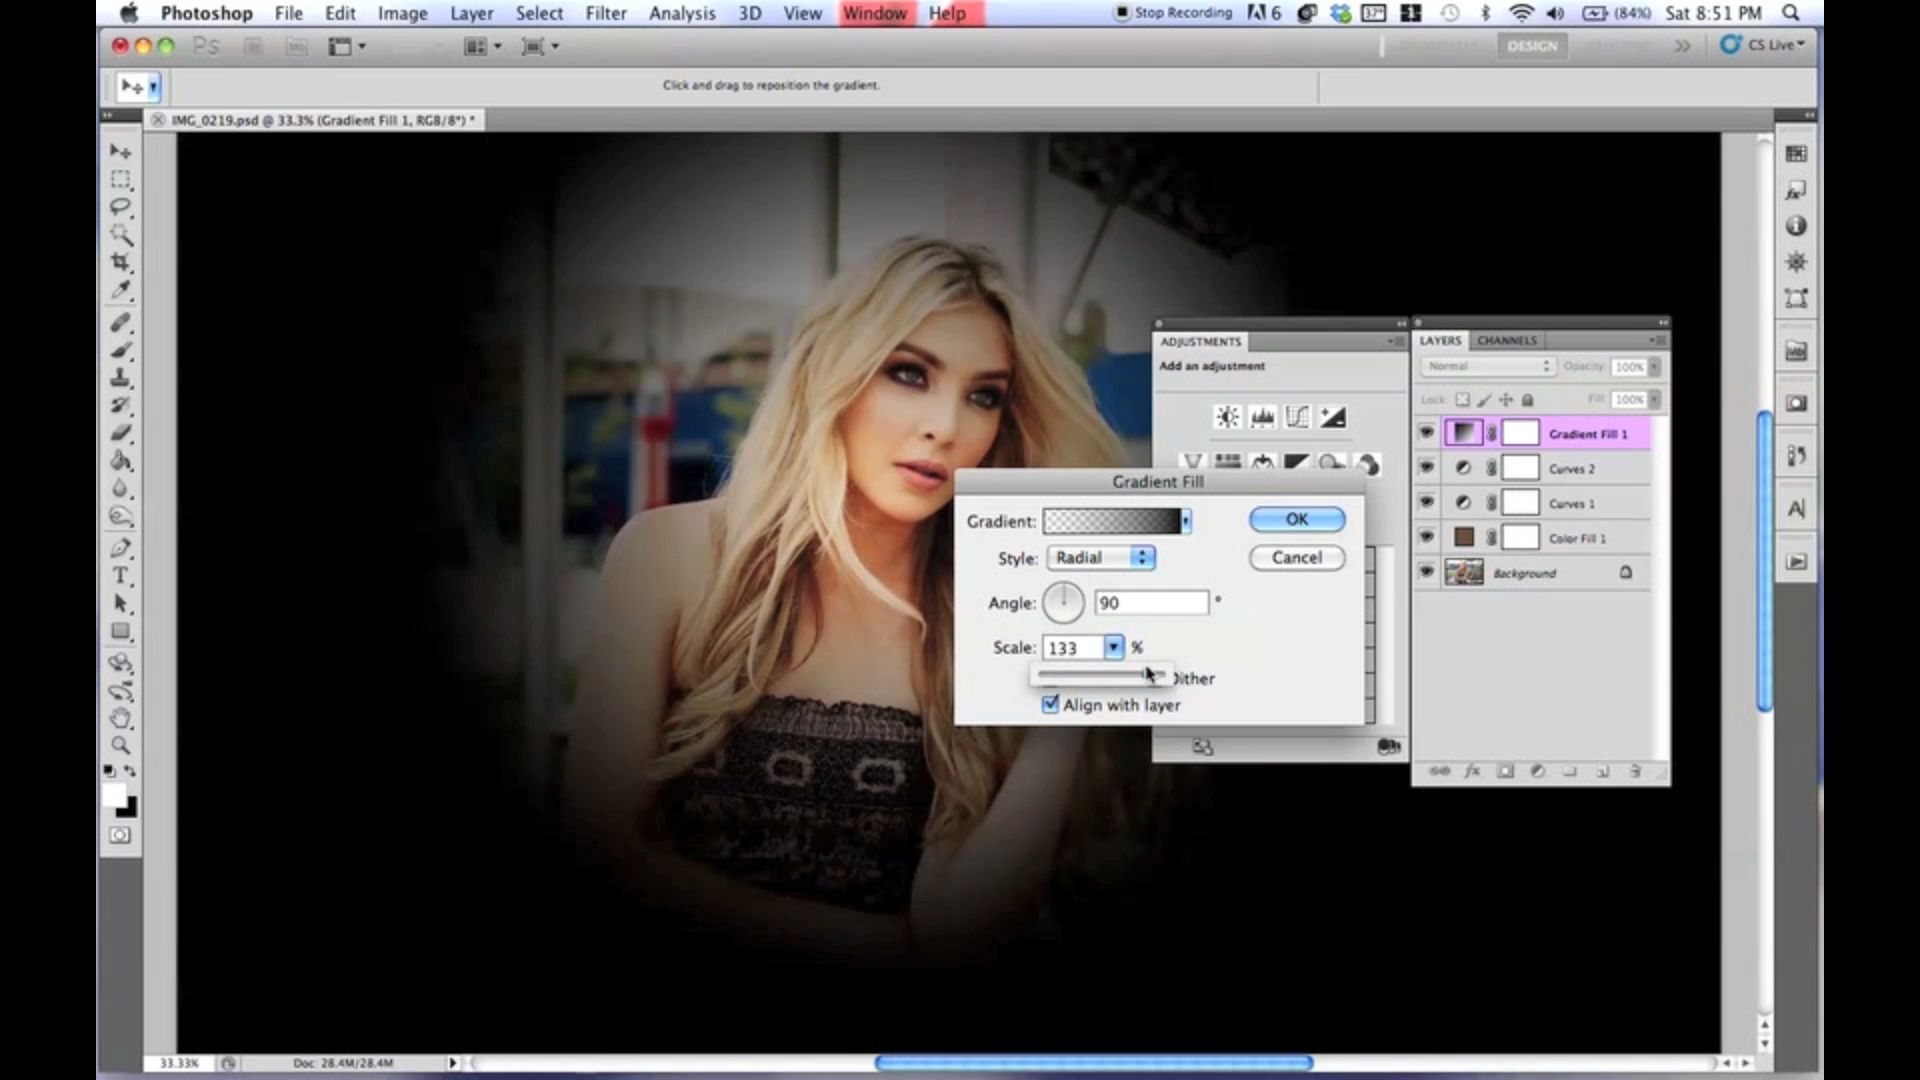 Photoshop File Edit Image Layer Select Filter Analysis 3D View Window Help Stop Recording 6 37° (84%) Sat 8:51 PM
Ps DESIGN >> CS Live
Click and drag to reposition the gradient.
IMG_0219.psd @ 33.3% (Gradient Fill 1, RGB/8*) *
ADJUSTMENTS
Add an adjustment
LAYERS CHANNELS
Normal Opacity: 100%
Lock: Fill: 100%
Gradient Fill 1
Curves 2
Curves 1
Color Fill 1
Background
Gradient Fill
Gradient: OK
Style: Radial Cancel
Angle: 90 °
Scale: 133 %
Dither
Align with layer
33.33% Doc: 28.4M/28.4M